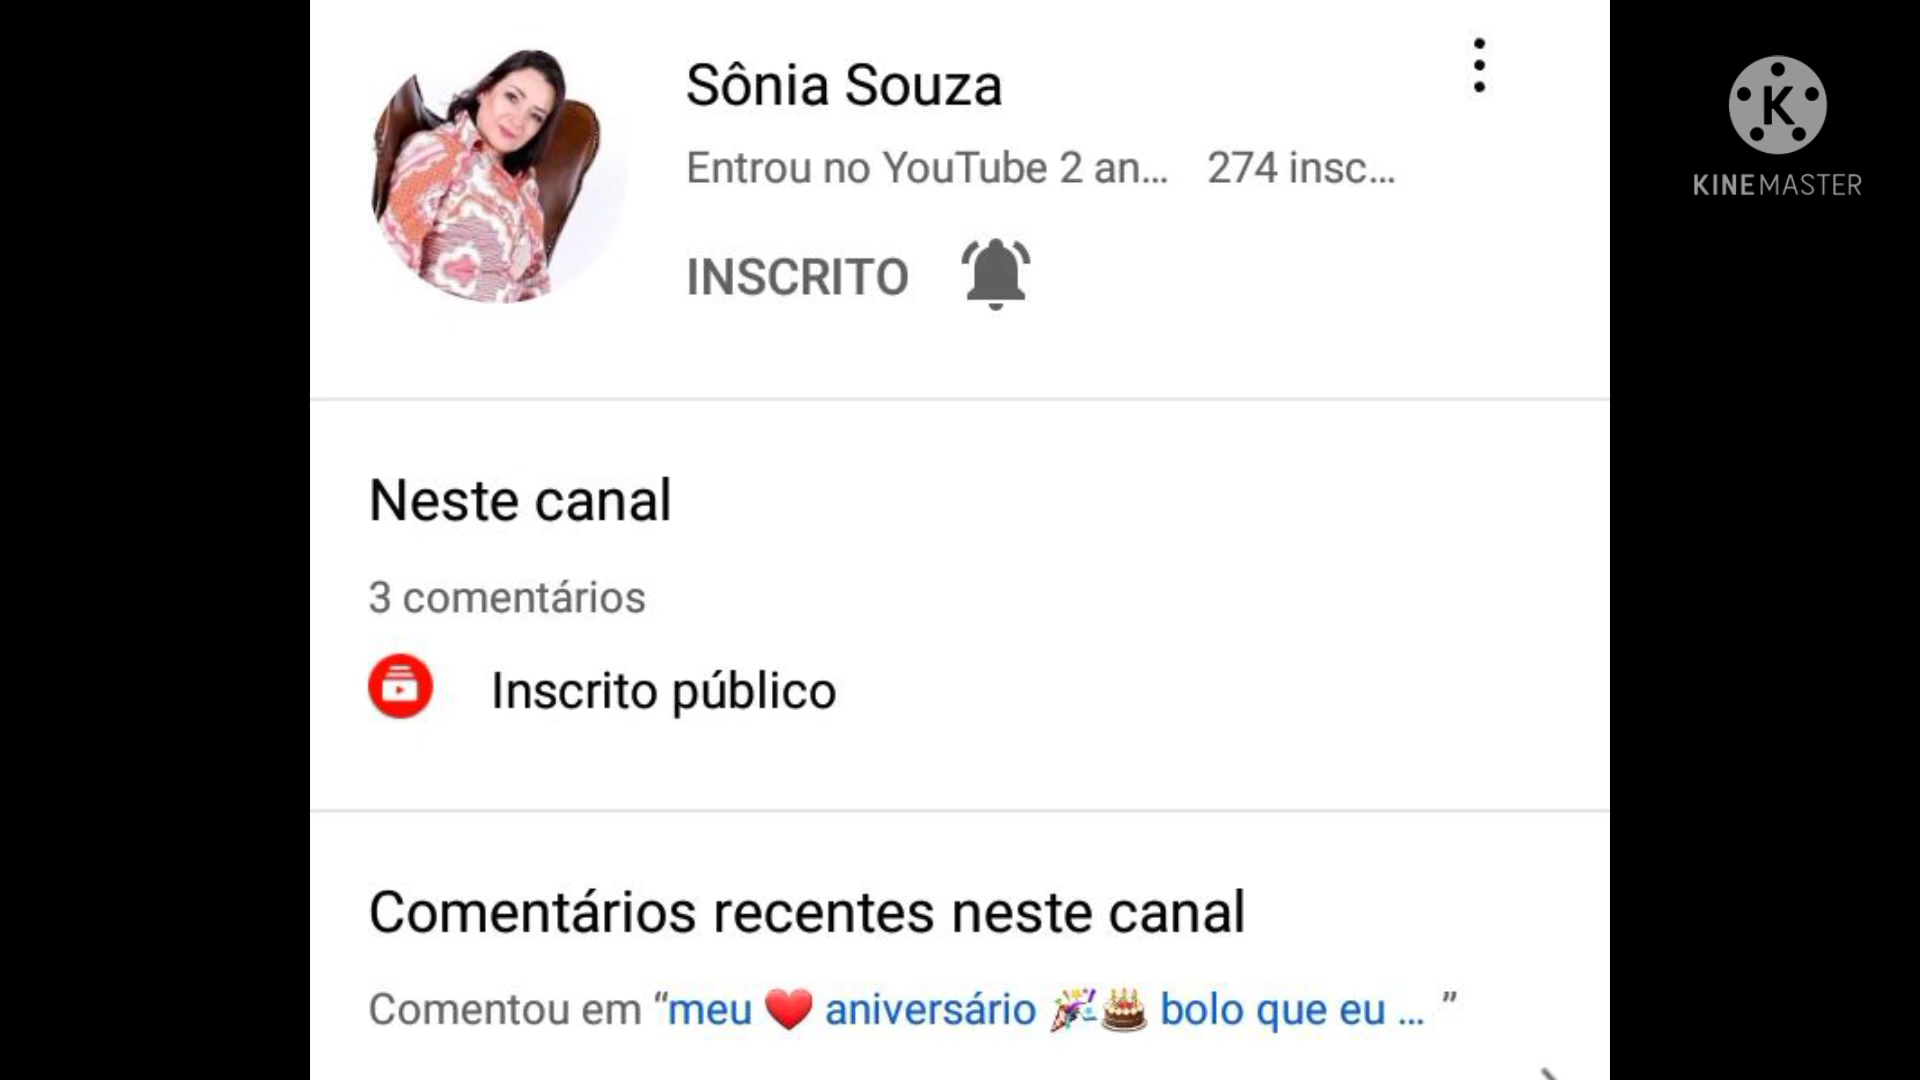 Sônia Souza
Entrou no YouTube 2 an... 274 insc...
INSCRITO
Neste canal
3 comentários
Inscrito público
Comentários recentes neste canal
Comentou em “meu ❤️ aniversário 🎉🎂 bolo que eu ... ”
K
KINEMASTER